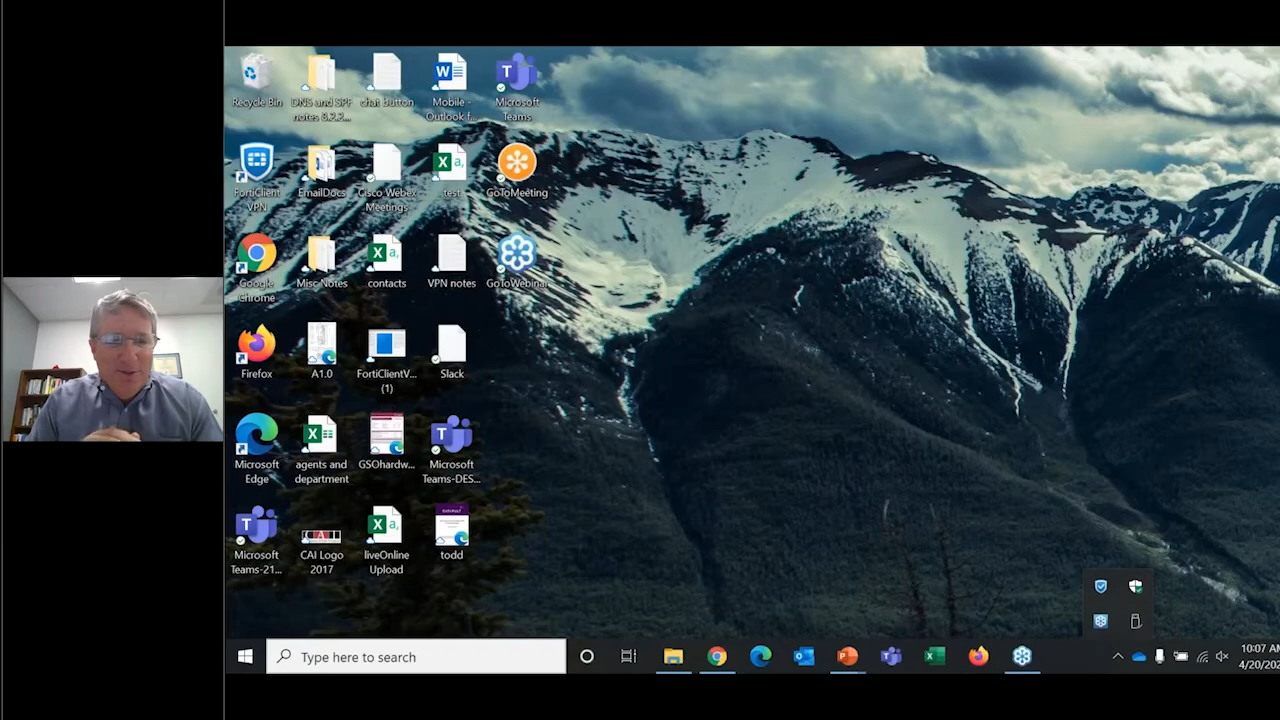 Recycle Bin
DNS and SPF
notes 8.2.2...
chat button
Mobile -
Outlook f...
Microsoft
Teams
FortiClient
VPN
EmailDocs
Cisco Webex
Meetings
test
GoToMeeting
Google
Chrome
Misc Notes
contacts
VPN notes
GoToWebinar
Firefox
A1.0
FortiClientV...
(1)
Slack
Microsoft
Edge
agents and
department
GSOhardw...
Microsoft
Teams-DES...
Microsoft
Teams-21...
CAI Logo
2017
liveOnline
Upload
todd
Type here to search
10:07 AM
4/20/202